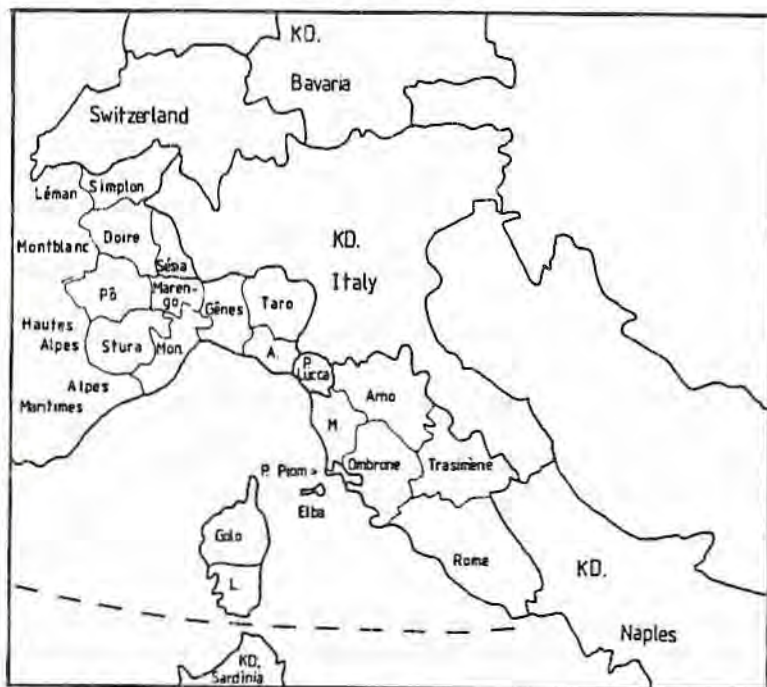 KD.
Bavaria
Switzerland
Léman
Simplon
Montblanc
Doire
KD.
Italy
Sésia
Pô
Maren-
go
Gênes
Taro
Hautes
Alpes
Stura
Mon.
A.
P.
Lucca
Alpes
Maritimes
Arno
M.
Ombrone
Trasimène
P. Piom
Elba
Golo
L.
Rome
KD.
Naples
KD.
Sardinia